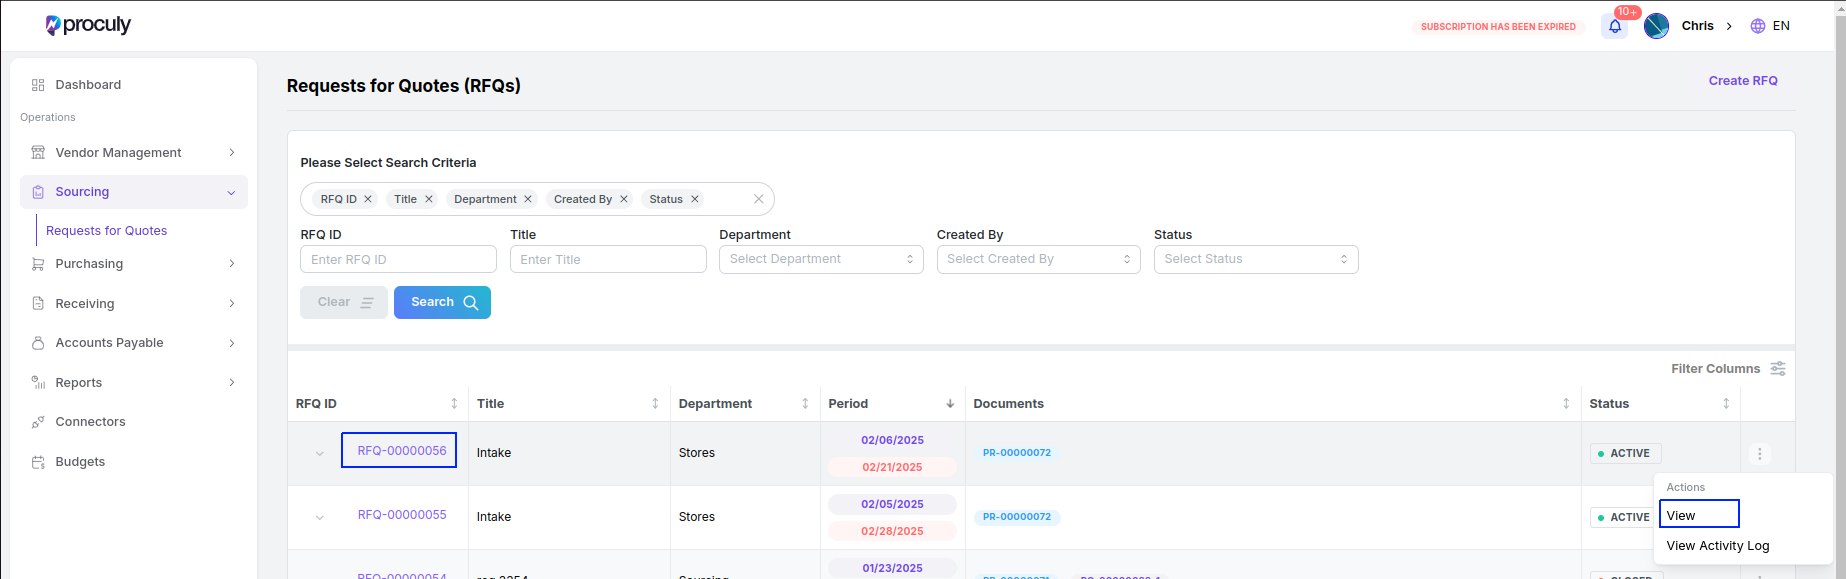 proculy
SUBSCRIPTION HAS BEEN EXPIRED
10+
Chris
EN
Dashboard
Operations
Vendor Management
Sourcing
Requests for Quotes
Purchasing
Receiving
Accounts Payable
Reports
Connectors
Budgets
Requests for Quotes (RFQs)
Create RFQ
Please Select Search Criteria
RFQ ID Title Department Created By Status
RFQ ID Title Department Created By Status
Enter RFQ ID Enter Title Select Department Select Created By Select Status
Clear Search
Filter Columns
RFQ ID Title Department Period Documents Status
RFQ-00000056 Intake Stores 02/06/2025 PR-00000072 ACTIVE
02/21/2025
RFQ-00000055 Intake Stores 02/05/2025 PR-00000072 ACTIVE
02/28/2025
RFQ-00000054 req 2254 Sourcing 01/23/2025 CLOSED
Actions
View
View Activity Log